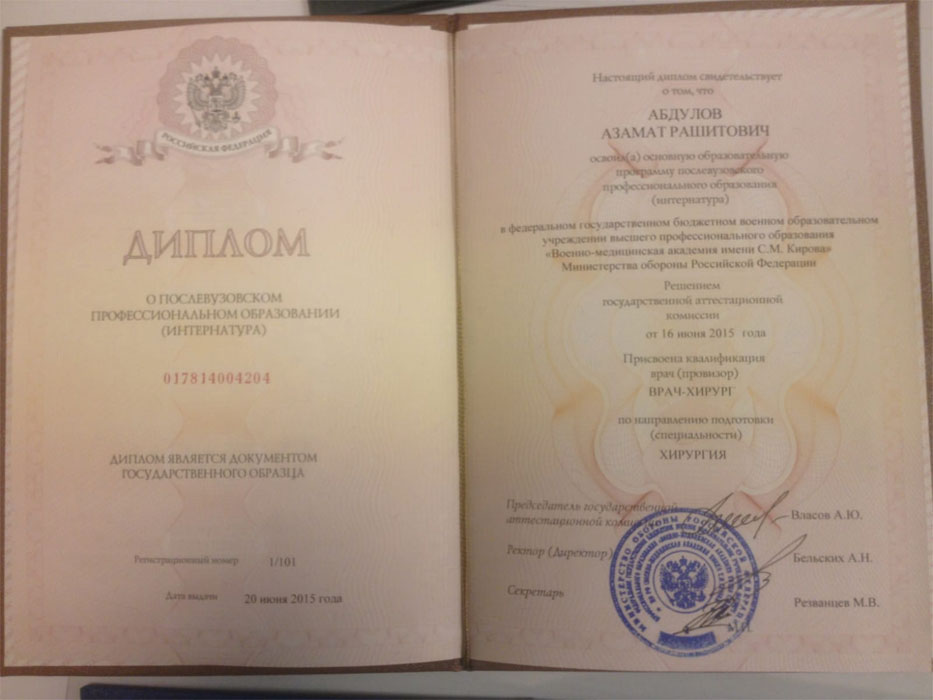 РОССИЙСКАЯ ФЕДЕРАЦИЯ
ДИПЛОМ
О ПОСЛЕВУЗОВСКОМ
ПРОФЕССИОНАЛЬНОМ ОБРАЗОВАНИИ
(ИНТЕРНАТУРА)
017814004204
ДИПЛОМ ЯВЛЯЕТСЯ ДОКУМЕНТОМ
ГОСУДАРСТВЕННОГО ОБРАЗЦА
Регистрационный номер 1/101
Дата выдачи 20 июня 2015 года
Настоящий диплом свидетельствует
о том, что
АБДУЛОВ
АЗАМАТ РАШИТОВИЧ
освоил(а) основную образовательную
программу послевузовского
профессионального образования
(интернатура)
в федеральном государственном бюджетном военном образовательном
учреждении высшего профессионального образования
«Военно-медицинская академия имени С.М. Кирова»
Министерства обороны Российской Федерации
Решением
государственной аттестационной
комиссии
от 16 июня 2015 года
Присвоена квалификация
врач (провизор)
ВРАЧ-ХИРУРГ
по направлению подготовки
(специальности)
ХИРУРГИЯ
Председатель государственной
аттестационной комиссии Власов А.Ю.
Ректор (Директор) Бельских А.Н.
Секретарь Резванцев М.В.
М.П.
МИНИСТЕРСТВО ОБОРОНЫ РОССИЙСКОЙ ФЕДЕРАЦИИ